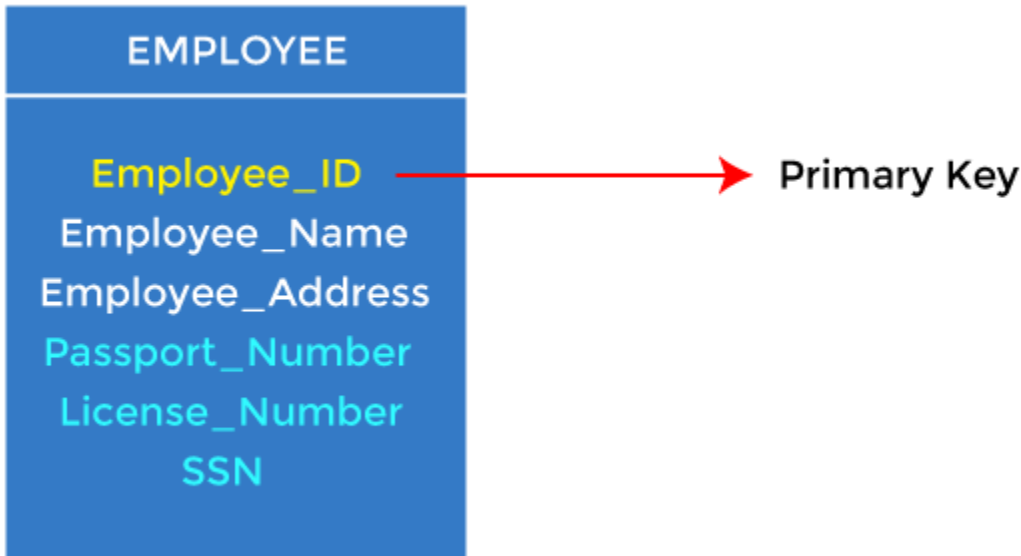 EMPLOYEE
Employee_ID
Primary Key
Employee_Name
Employee_Address
Passport_Number
License_Number
SSN